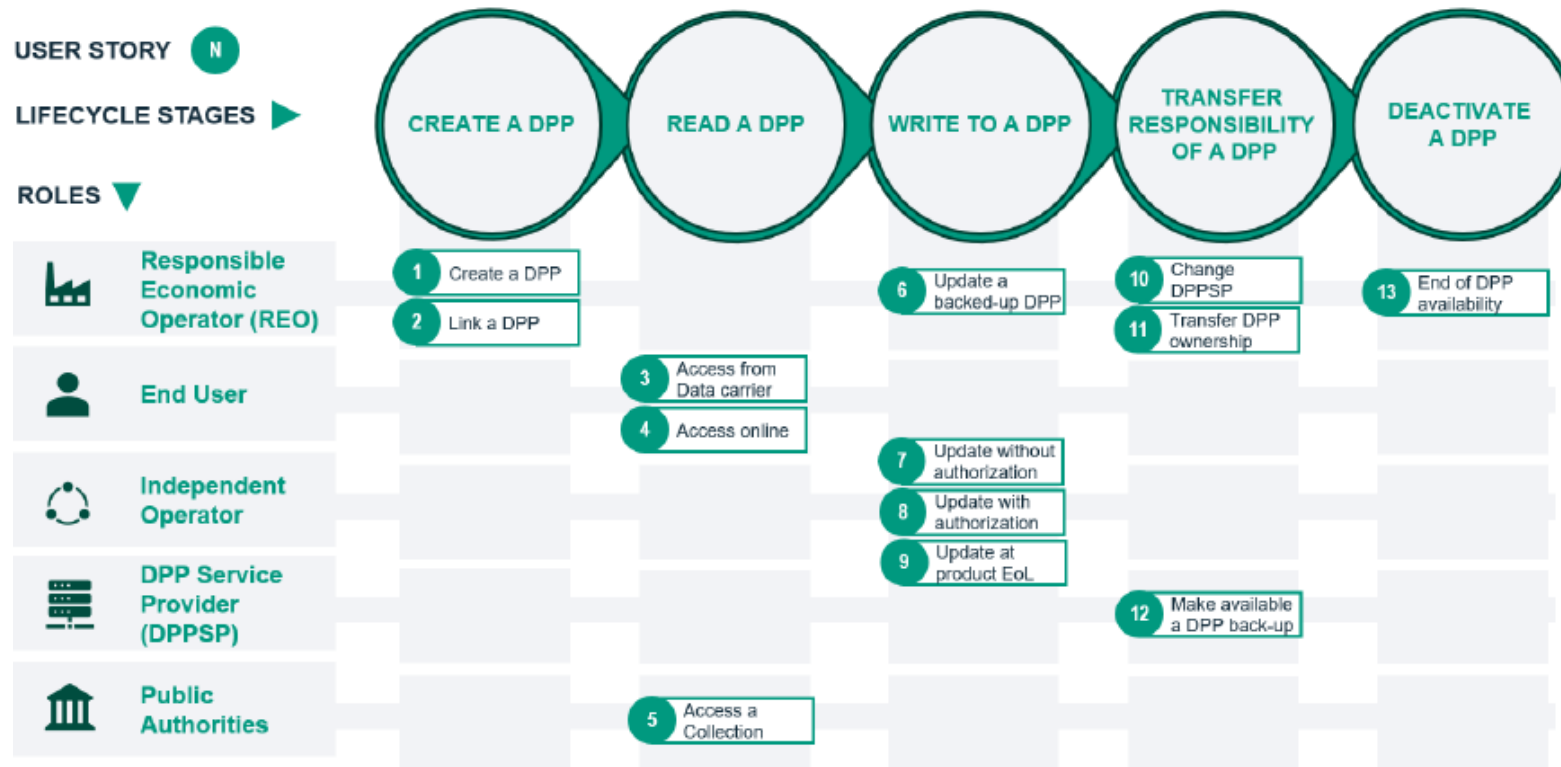 USER STORY N
LIFECYCLE STAGES
ROLES
CREATE A DPP
READ A DPP
WRITE TO A DPP
TRANSFER
RESPONSIBILITY
OF A DPP
DEACTIVATE
A DPP
Responsible
Economic
Operator (REO)
1 Create a DPP
2 Link a DPP
6 Update a
backed-up DPP
10 Change
DPPSP
11 Transfer DPP
ownership
13 End of DPP
availability
End User
3 Access from
Data carrier
4 Access online
Independent
Operator
7 Update without
authorization
8 Update with
authorization
9 Update at
product EoL
DPP Service
Provider
(DPPSP)
12 Make available
a DPP back-up
Public
Authorities
5 Access a
Collection